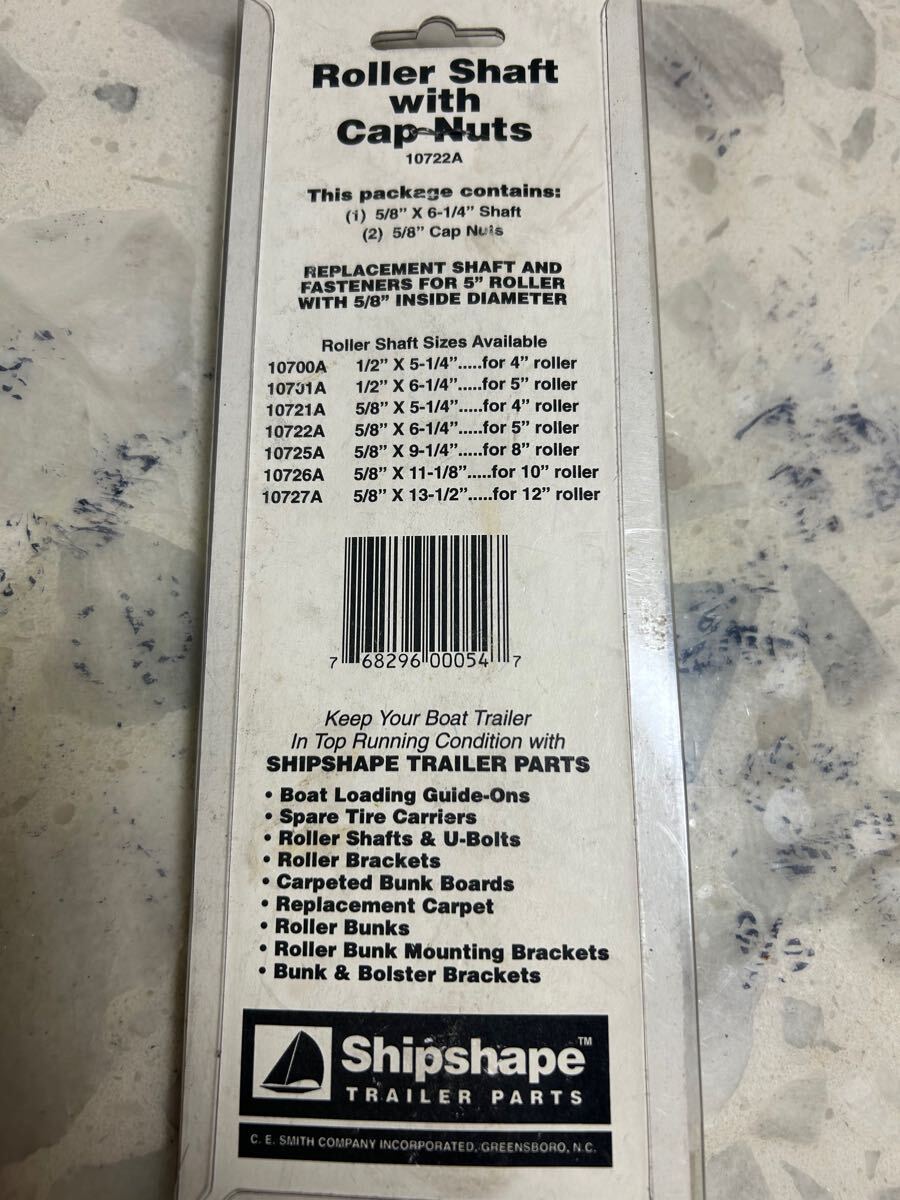 Roller Shaft
with
Cap Nuts
10722A
This package contains:
(1) 5/8” X 6-1/4” Shaft
(2) 5/8” Cap Nuts
REPLACEMENT SHAFT AND
FASTENERS FOR 5” ROLLER
WITH 5/8” INSIDE DIAMETER
Roller Shaft Sizes Available
10700A 1/2” X 5-1/4”.....for 4” roller
10701A 1/2” X 6-1/4”.....for 5” roller
10721A 5/8” X 5-1/4”.....for 4” roller
10722A 5/8” X 6-1/4”.....for 5” roller
10725A 5/8” X 9-1/4”.....for 8” roller
10726A 5/8” X 11-1/8”.....for 10” roller
10727A 5/8” X 13-1/2”.....for 12” roller
7 68296 00054 7
Keep Your Boat Trailer
In Top Running Condition with
SHIPSHAPE TRAILER PARTS
• Boat Loading Guide-Ons
• Spare Tire Carriers
• Roller Shafts & U-Bolts
• Roller Brackets
• Carpeted Bunk Boards
• Replacement Carpet
• Roller Bunks
• Roller Bunk Mounting Brackets
• Bunk & Bolster Brackets
Shipshape™
TRAILER PARTS
C. E. SMITH COMPANY INCORPORATED, GREENSBORO, N.C.